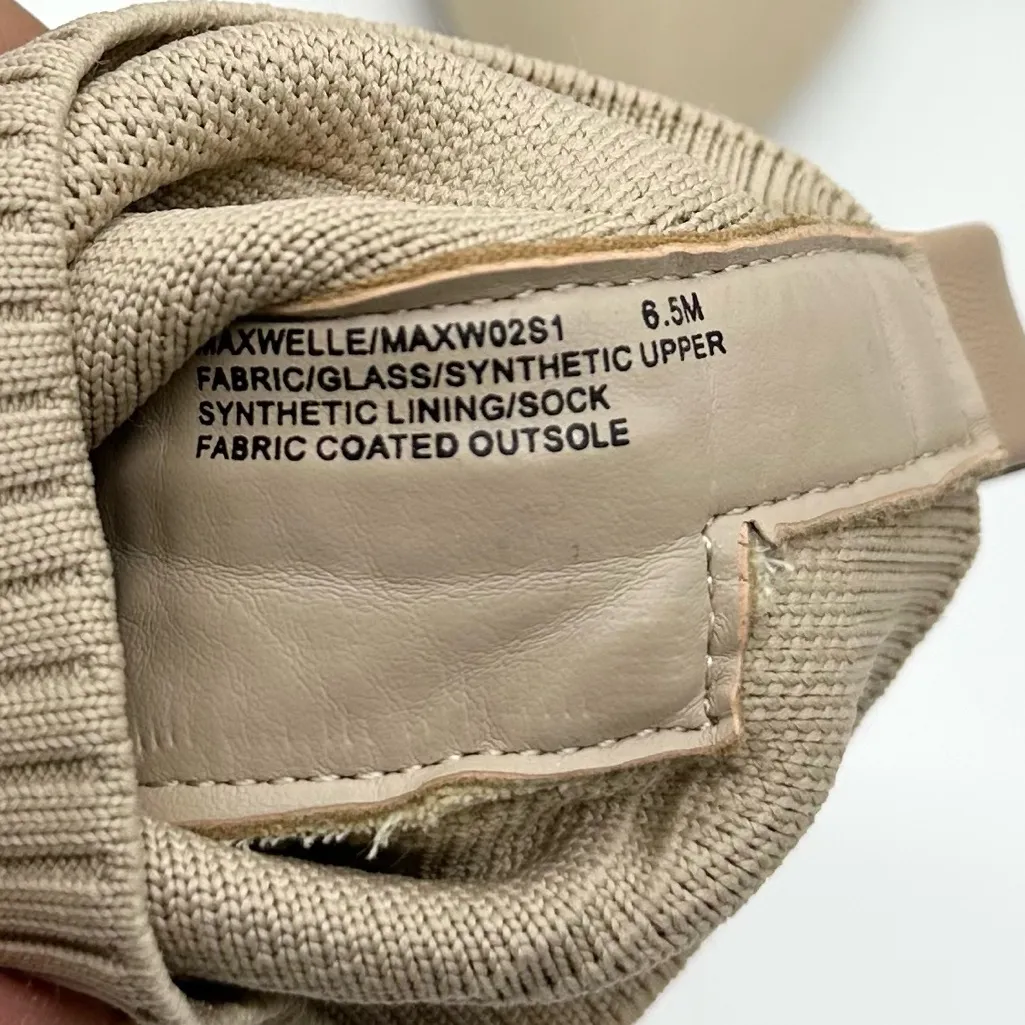 MAXWELLE/MAXW02S1 6.5M
FABRIC/GLASS/SYNTHETIC UPPER
SYNTHETIC LINING/SOCK
FABRIC COATED OUTSOLE